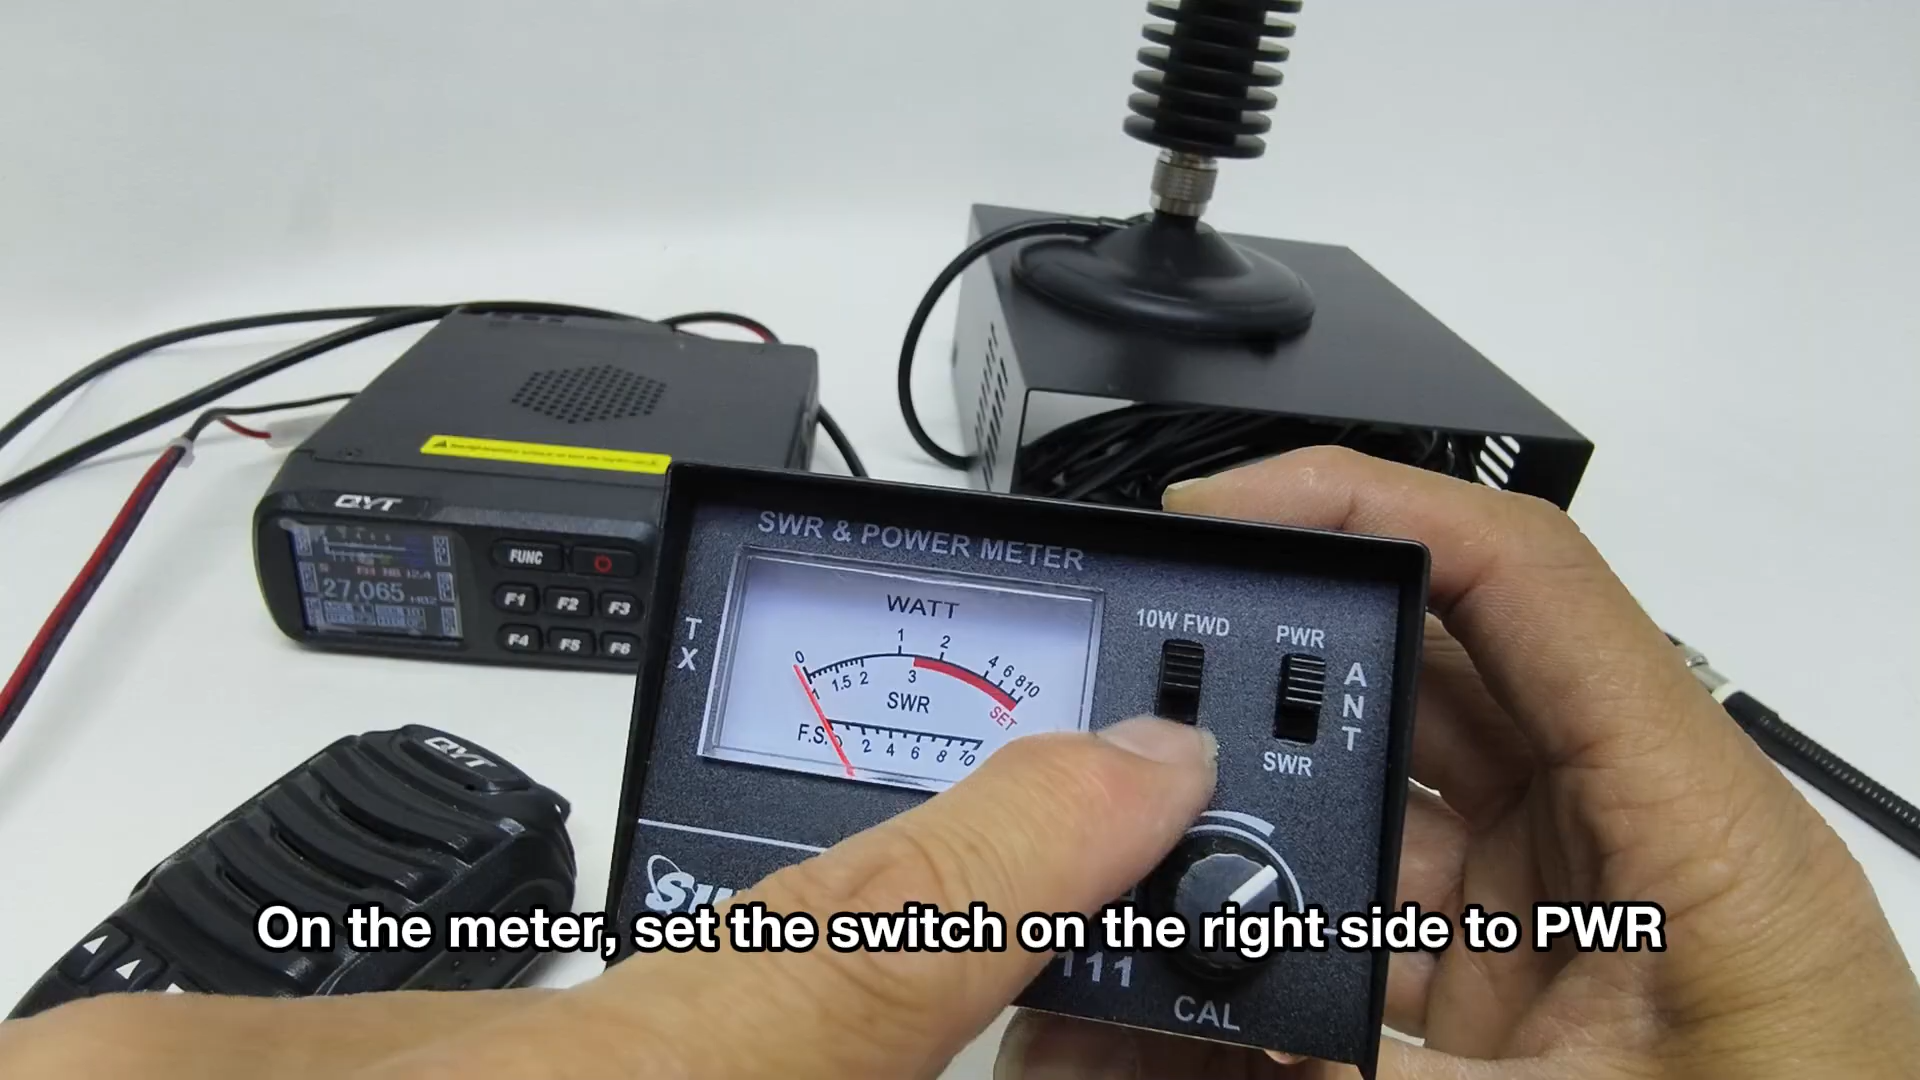 QYT
27,065
FUNC
F1 F2 F3
F4 F5 F6
QYT
SWR & POWER METER
TX
WATT
0 1 2 4 6 8 10
1 1.5 2 3
SWR
SET
F.S.
2 4 6 8 10
10W FWD
PWR
ANT
SWR
111
CAL
On the meter, set the switch on the right side to PWR